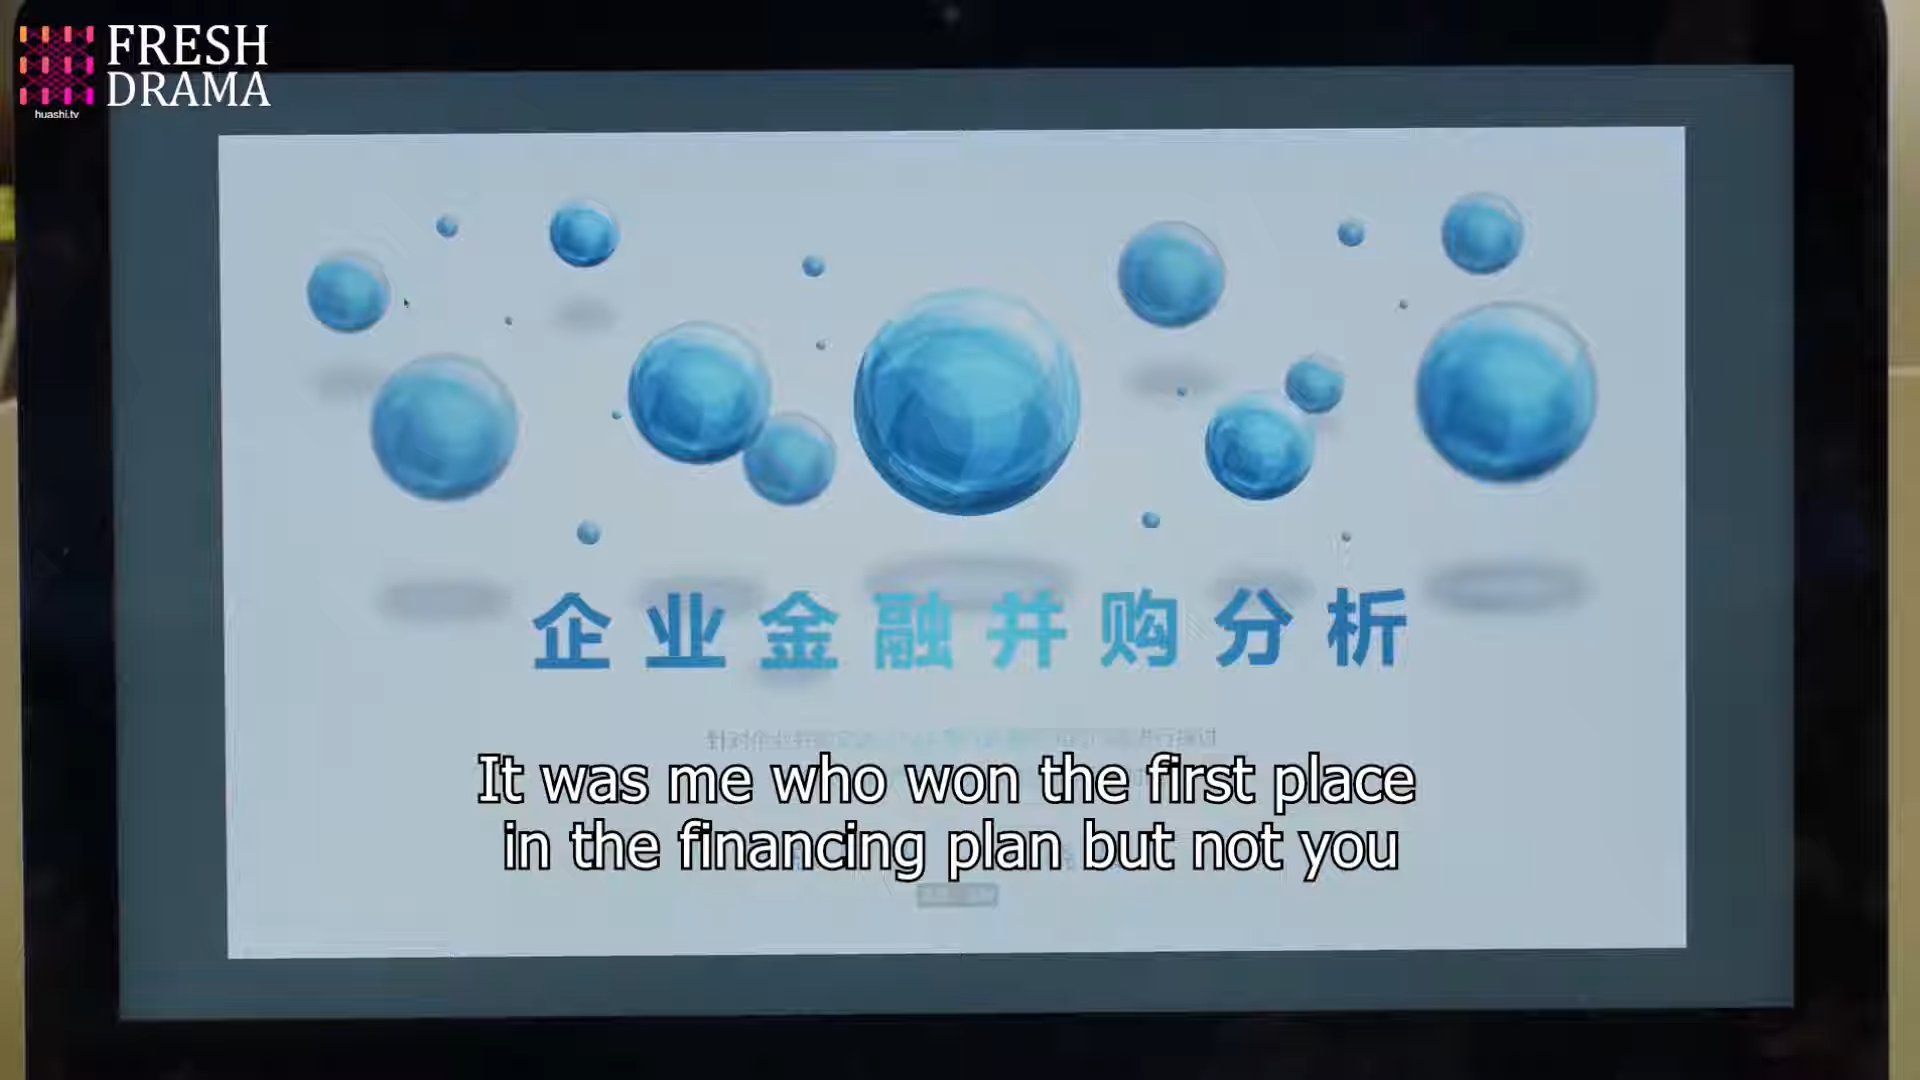 FRESH
DRAMA
huashi.tv
企业金融并购分析
It was me who won the first place
in the financing plan but not you